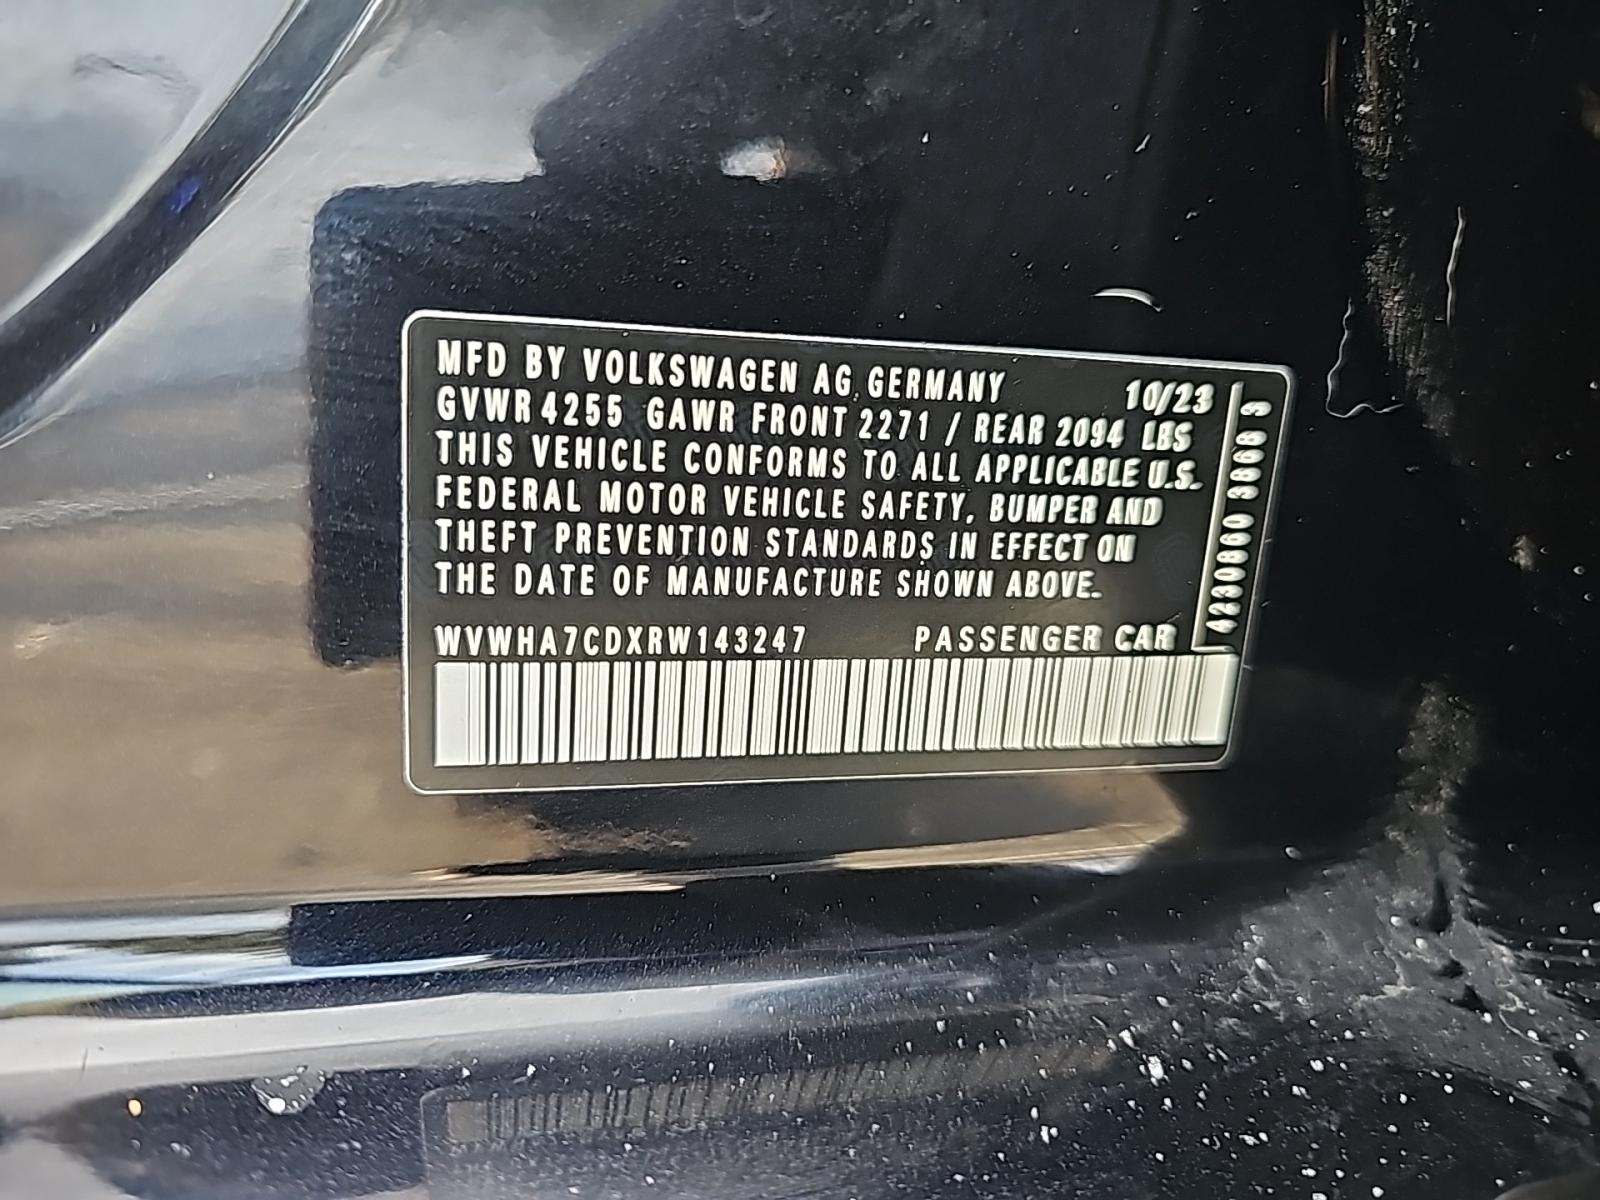 MFD BY VOLKSWAGEN AG, GERMANY 10/23
GVWR 4255 GAWR FRONT 2271 / REAR 2094 LBS
THIS VEHICLE CONFORMS TO ALL APPLICABLE U.S.
FEDERAL MOTOR VEHICLE SAFETY, BUMPER AND
THEFT PREVENTION STANDARDS IN EFFECT ON
THE DATE OF MANUFACTURE SHOWN ABOVE.
WVWHA7CDXRW143247 PASSENGER CAR